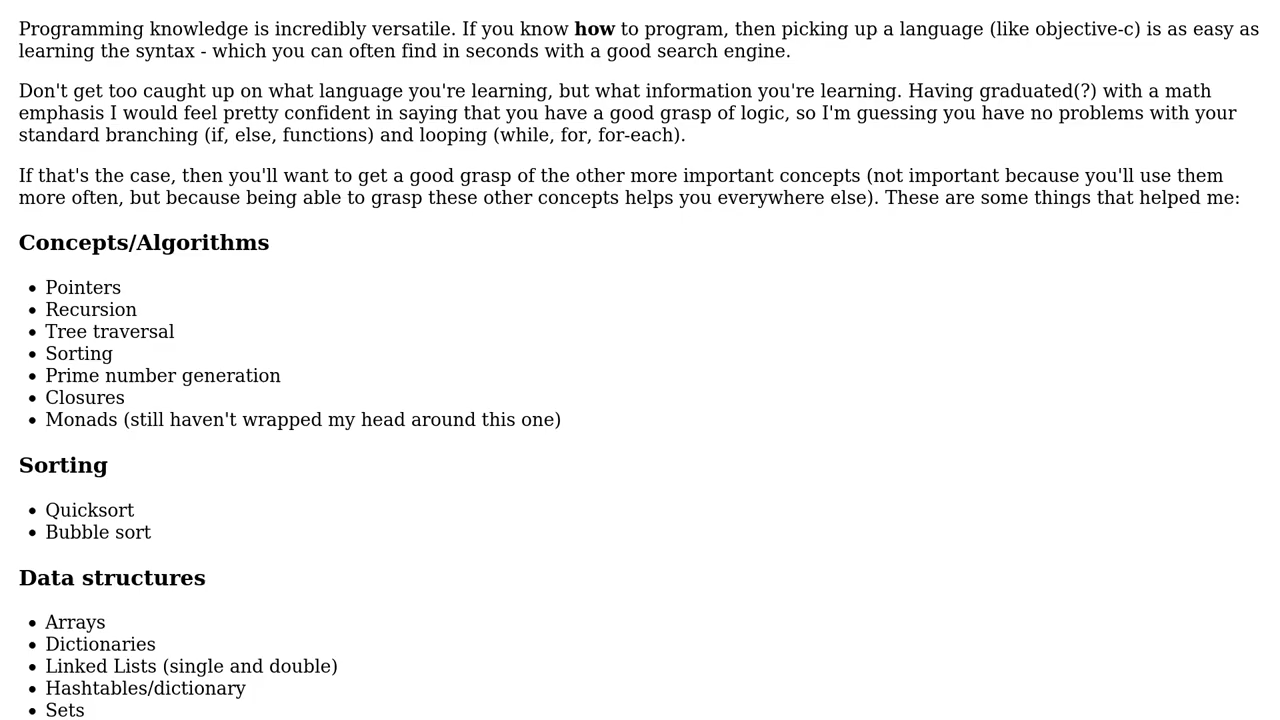 Programming knowledge is incredibly versatile. If you know how to program, then picking up a language (like objective-c) is as easy as
learning the syntax - which you can often find in seconds with a good search engine.
Don't get too caught up on what language you're learning, but what information you're learning. Having graduated(?) with a math
emphasis I would feel pretty confident in saying that you have a good grasp of logic, so I'm guessing you have no problems with your
standard branching (if, else, functions) and looping (while, for, for-each).
If that's the case, then you'll want to get a good grasp of the other more important concepts (not important because you'll use them
more often, but because being able to grasp these other concepts helps you everywhere else). These are some things that helped me:
Concepts/Algorithms
• Pointers
• Recursion
• Tree traversal
• Sorting
• Prime number generation
• Closures
• Monads (still haven't wrapped my head around this one)
Sorting
• Quicksort
• Bubble sort
Data structures
• Arrays
• Dictionaries
• Linked Lists (single and double)
• Hashtables/dictionary
• Sets